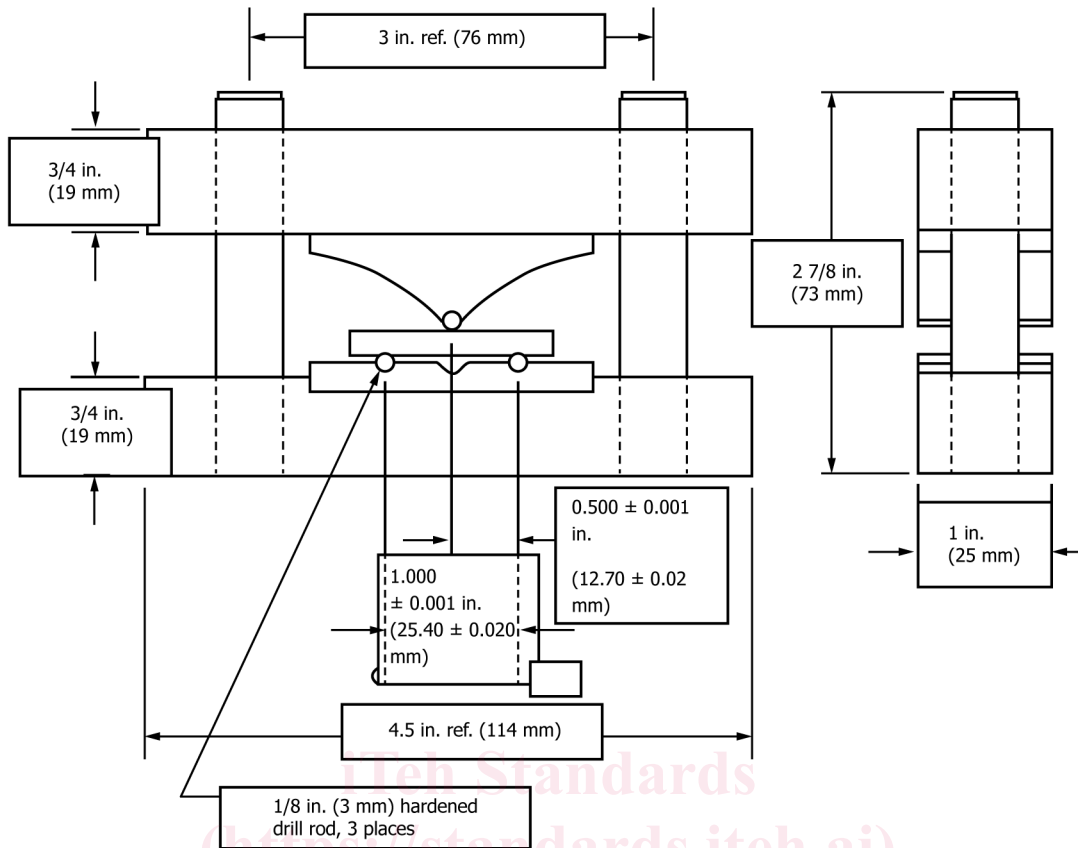 3 in. ref. (76 mm)
3/4 in.
(19 mm)
2 7/8 in.
(73 mm)
3/4 in.
(19 mm)
0.500 ± 0.001
in.
(12.70 ± 0.02
mm)
1 in.
(25 mm)
1.000
± 0.001 in.
(25.40 ± 0.020
mm)
4.5 in. ref. (114 mm)
iTeh Standards
1/8 in. (3 mm) hardened
drill rod, 3 places
(https://standards.iteh.ai)